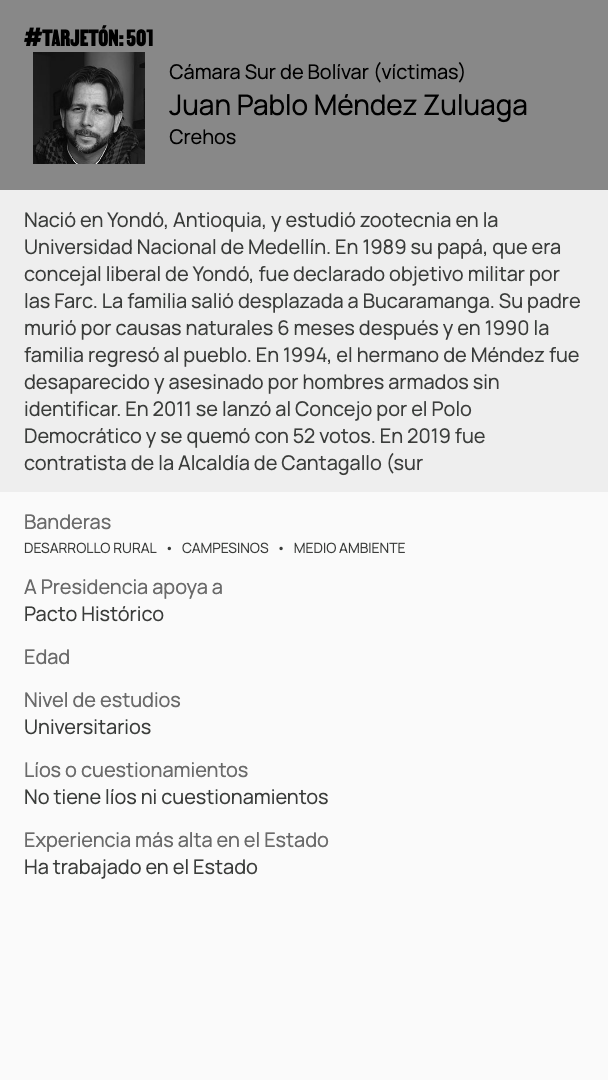 #TARJETÓN: 501
Cámara Sur de Bolívar (víctimas)
Juan Pablo Méndez Zuluaga
Crehos
Nació en Yondó, Antioquia, y estudió zootecnia en la
Universidad Nacional de Medellín. En 1989 su papá, que era
concejal liberal de Yondó, fue declarado objetivo militar por
las Farc. La familia salió desplazada a Bucaramanga. Su padre
murió por causas naturales 6 meses después y en 1990 la
familia regresó al pueblo. En 1994, el hermano de Méndez fue
desaparecido y asesinado por hombres armados sin
identificar. En 2011 se lanzó al Concejo por el Polo
Democrático y se quemó con 52 votos. En 2019 fue
contratista de la Alcaldía de Cantagallo (sur
Banderas
DESARROLLO RURAL • CAMPESINOS • MEDIO AMBIENTE
A Presidencia apoya a
Pacto Histórico
Edad
Nivel de estudios
Universitarios
Líos o cuestionamientos
No tiene líos ni cuestionamientos
Experiencia más alta en el Estado
Ha trabajado en el Estado